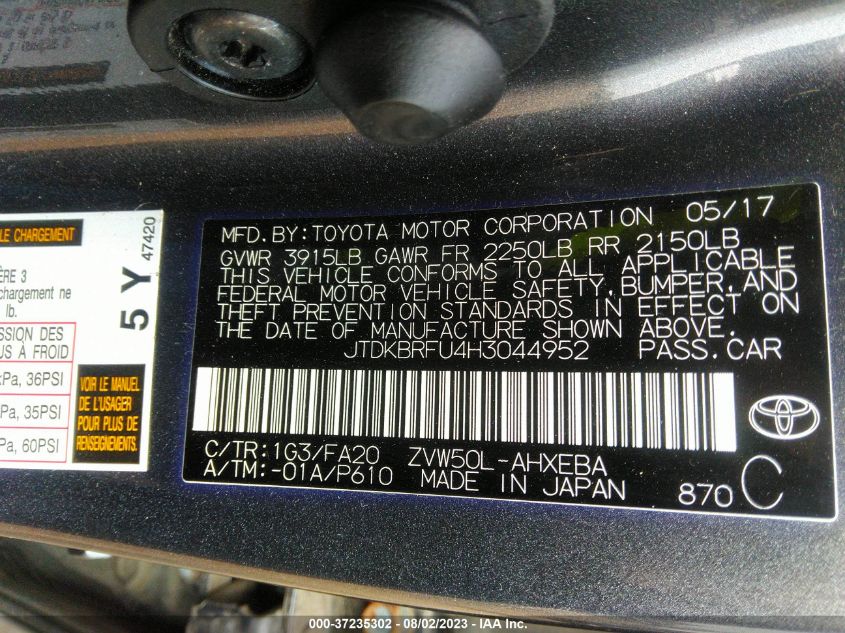 LE CHARGEMENT
ÈRE 3
chargement ne
lb.
SSION DES
U À FROID
kPa, 36PSI
Pa, 35PSI
Pa, 60PSI
5 Y
47420
VOIR LE MANUEL
DE L'USAGER
POUR PLUS DE
RENSEIGNEMENTS.
MFD.BY:TOYOTA MOTOR CORPORATION 05/17
GVWR 3915LB GAWR FR 2250LB RR 2150LB
THIS VEHICLE CONFORMS TO ALL APPLICABLE
FEDERAL MOTOR VEHICLE SAFETY,BUMPER,AND
THEFT PREVENTION STANDARDS IN EFFECT ON
THE DATE OF MANUFACTURE SHOWN ABOVE.
JTDKBRFU4H3044952 PASS.CAR
C/TR:1G3/FA20 ZVW50L-AHXEBA
A/TM:-01A/P610 MADE IN JAPAN 870 C
000-37235302 - 08/02/2023 - IAA Inc.